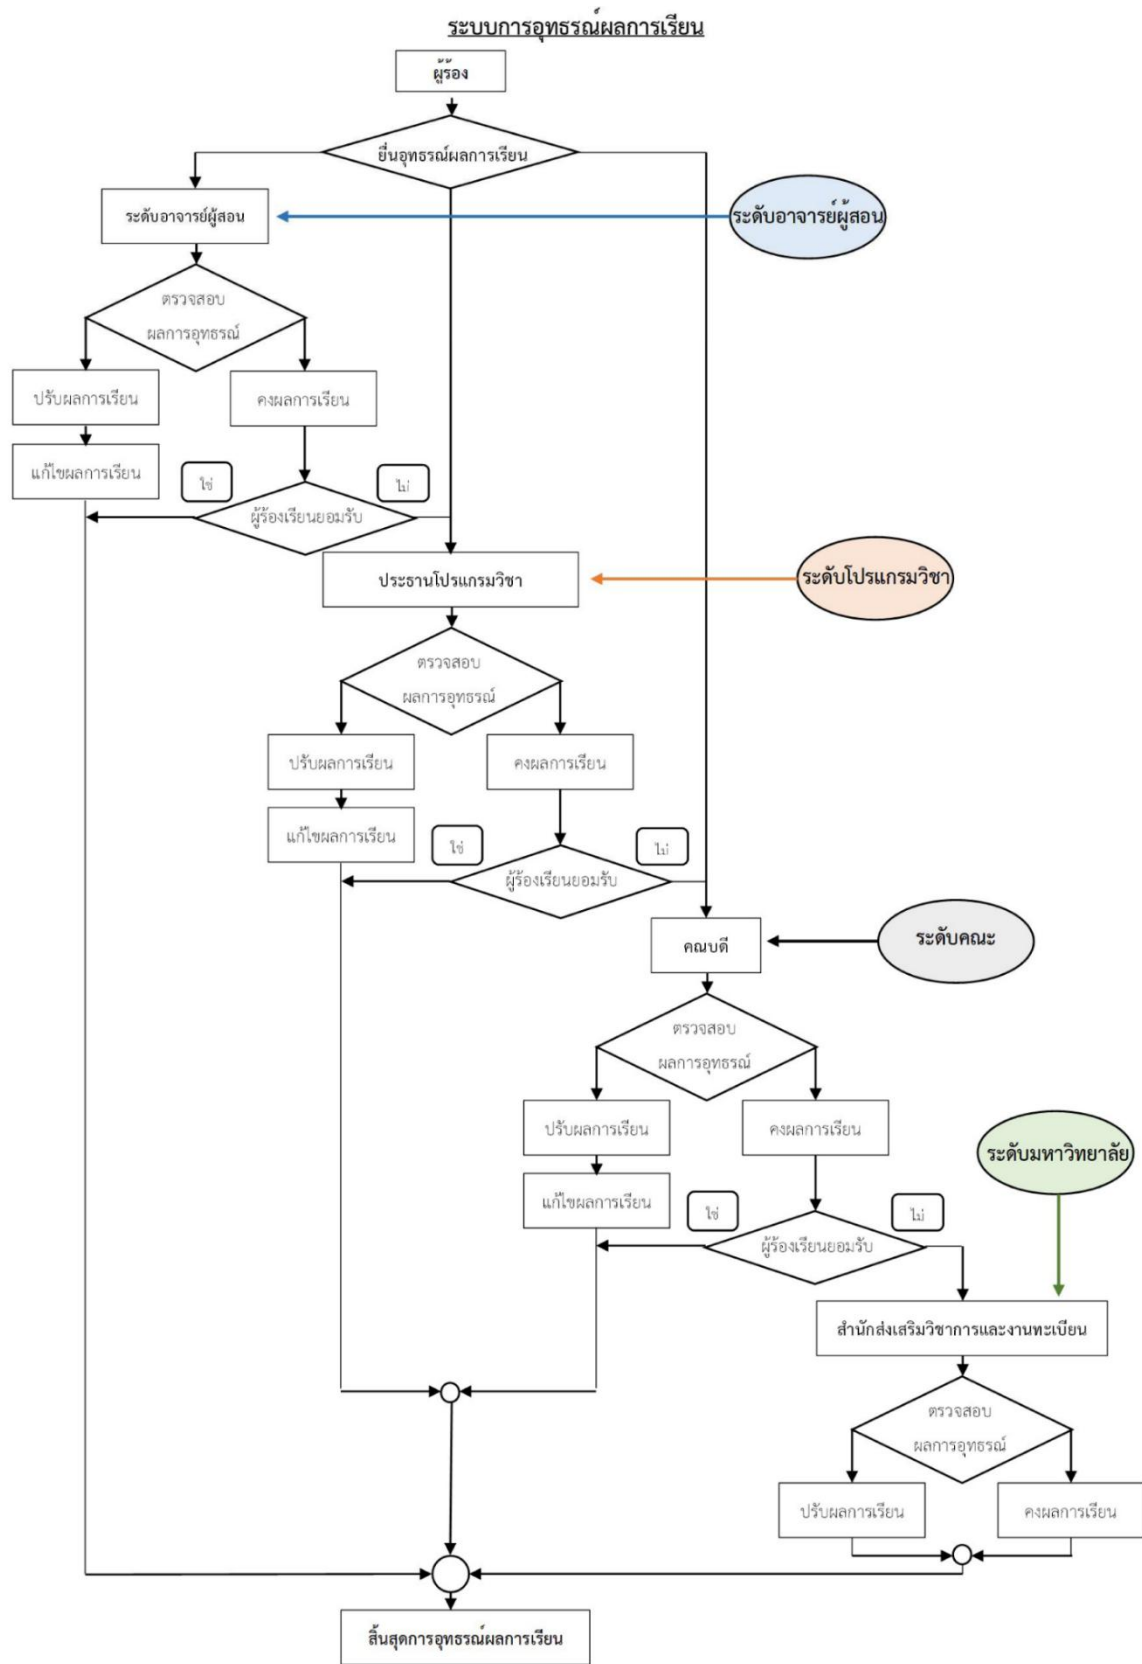 ระบบการอุทธรณ์ผลการเรียน
ผู้ร้อง
ยื่นอุทธรณ์ผลการเรียน
ระดับอาจารย์ผู้สอน
ระดับอาจารย์ผู้สอน
ตรวจสอบ
ผลการอุทธรณ์
ปรับผลการเรียน
คงผลการเรียน
แก้ไขผลการเรียน
ใช่
ไม่
ผู้ร้องเรียนยอมรับ
ประธานโปรแกรมวิชา
ระดับโปรแกรมวิชา
ตรวจสอบ
ผลการอุทธรณ์
ปรับผลการเรียน
คงผลการเรียน
แก้ไขผลการเรียน
ใช่
ไม่
ผู้ร้องเรียนยอมรับ
คณบดี
ระดับคณะ
ตรวจสอบ
ผลการอุทธรณ์
ปรับผลการเรียน
คงผลการเรียน
ระดับมหาวิทยาลัย
แก้ไขผลการเรียน
ใช่
ไม่
ผู้ร้องเรียนยอมรับ
สำนักส่งเสริมวิชาการและงานทะเบียน
ตรวจสอบ
ผลการอุทธรณ์
ปรับผลการเรียน
คงผลการเรียน
สิ้นสุดการอุทธรณ์ผลการเรียน